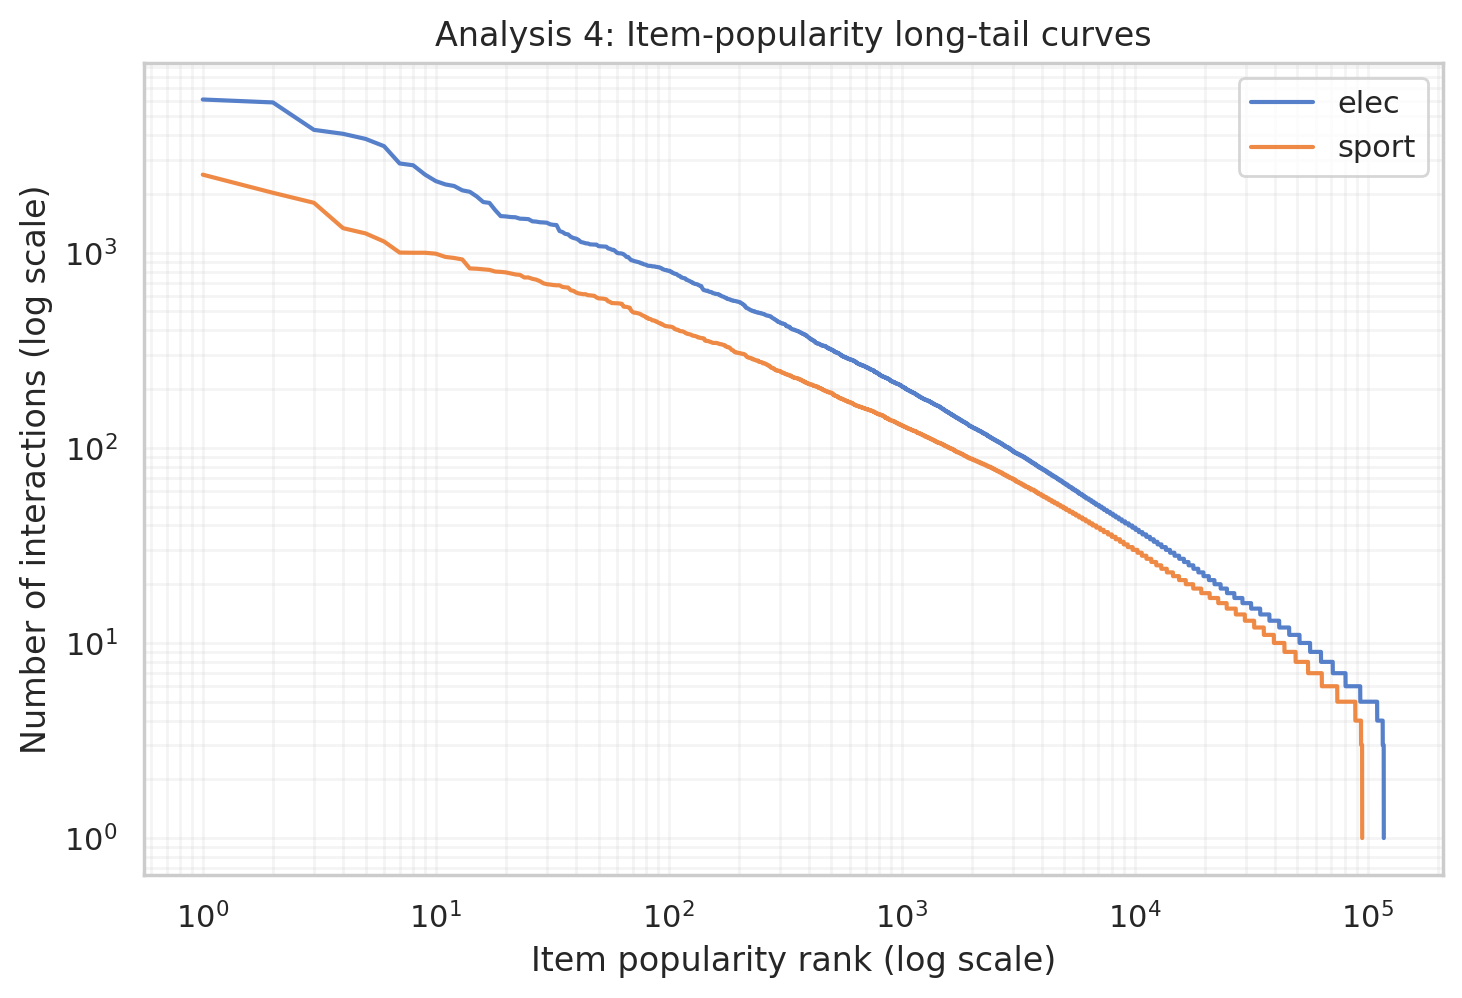 Analysis 4: Item-popularity long-tail curves
elec
sport
Number of interactions (log scale)
10³
10²
10¹
10⁰
10⁰ 10¹ 10² 10³ 10⁴ 10⁵
Item popularity rank (log scale)